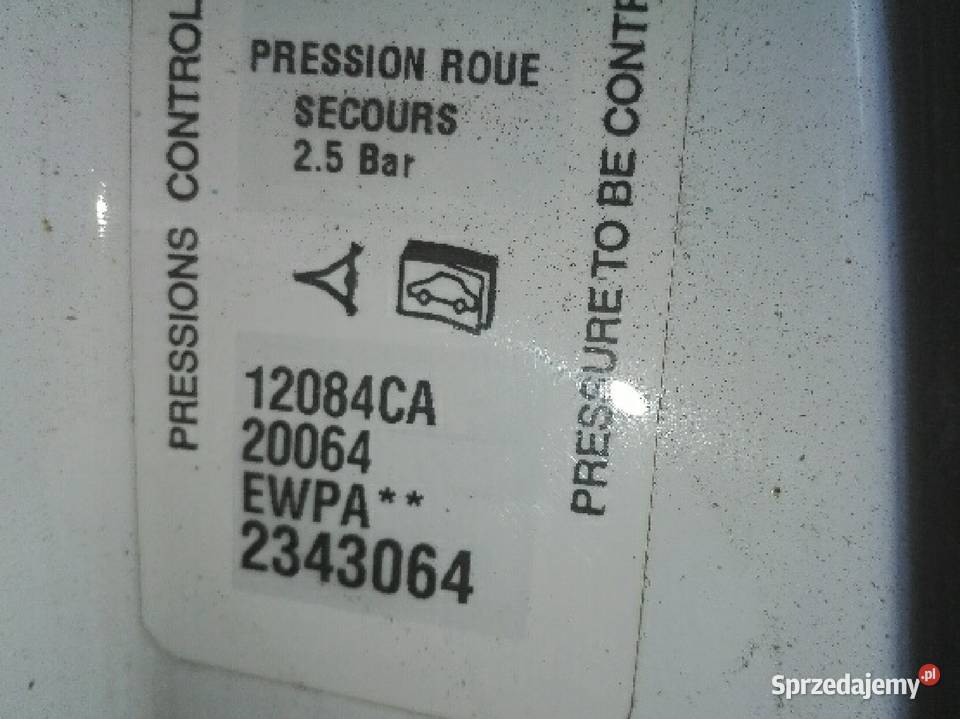 PRESSION ROUE
SECOURS
2.5 Bar
PRESSIONS CONTROL
PRESSURE TO BE CONTR
12084CA
20064
EWPA**
2343064
Sprzedajemy.pl